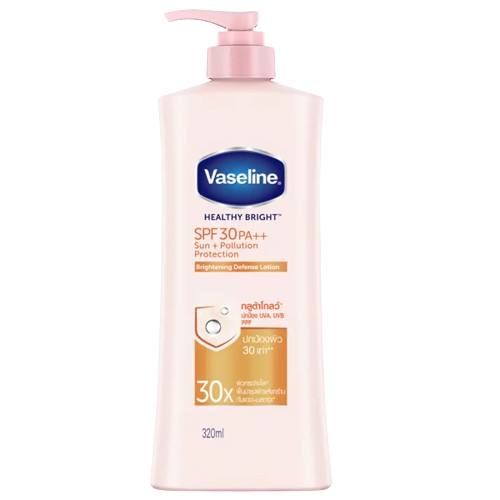 Vaseline
HEALTHY BRIGHT™
SPF 30 PA++
Sun + Pollution
Protection
Brightening Defense Lotion
กลูต้าโกลว์
ปกป้อง UVA, UVB
PPF
ปกป้องผิว
30 เท่า**
30x
320ml